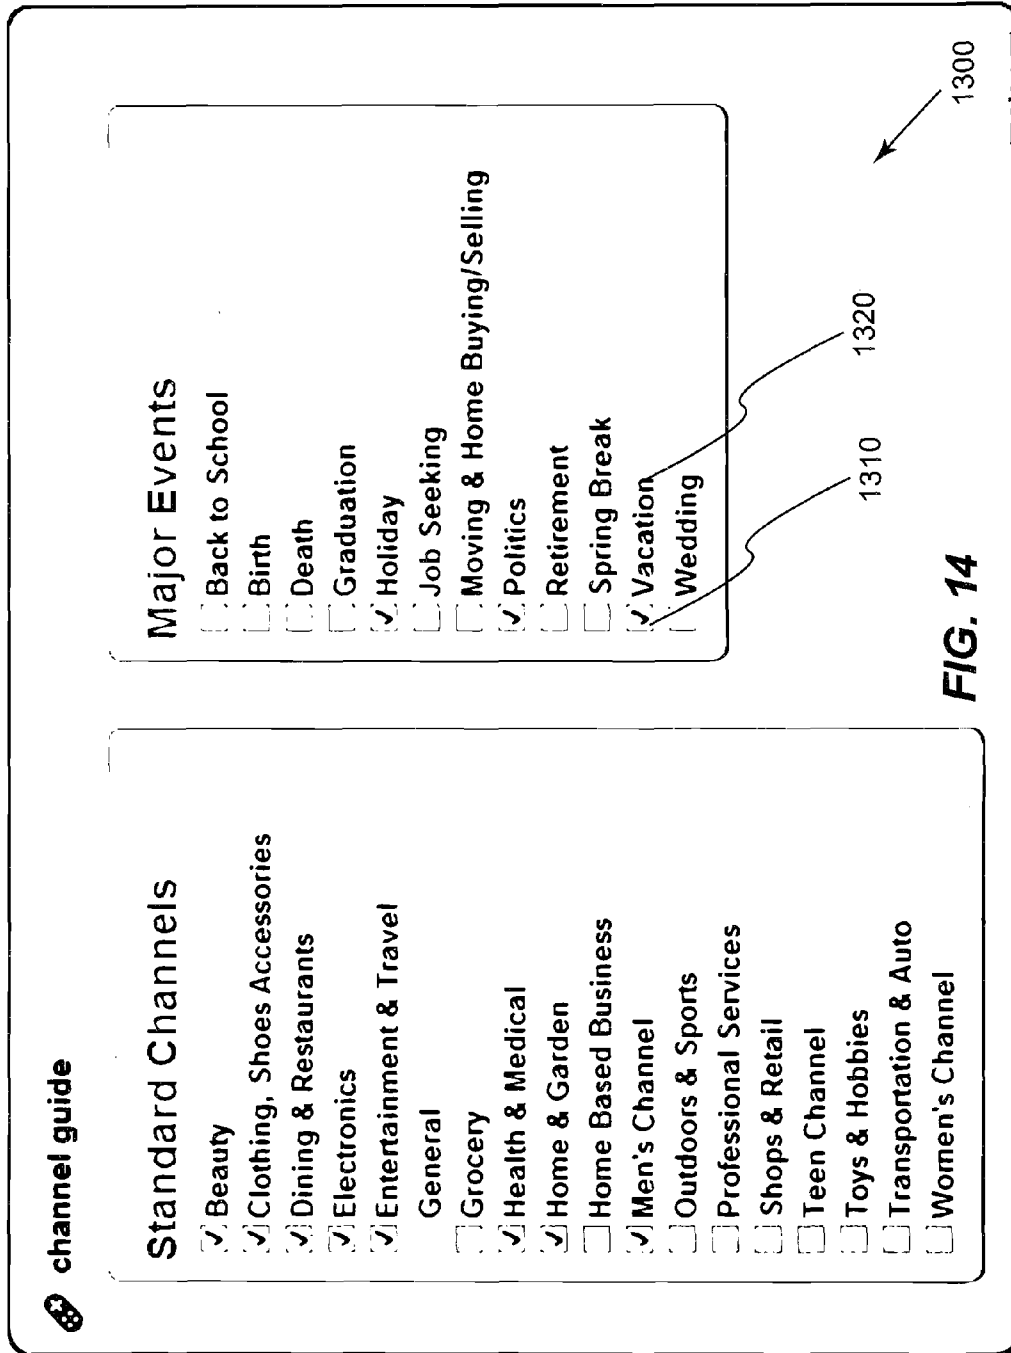 channel guide
Standard Channels
✓ Beauty
✓ Clothing, Shoes Accessories
✓ Dining & Restaurants
✓ Electronics
✓ Entertainment & Travel
General
Grocery
✓ Health & Medical
✓ Home & Garden
Home Based Business
✓ Men's Channel
Outdoors & Sports
Professional Services
Shops & Retail
Teen Channel
Toys & Hobbies
Transportation & Auto
Women's Channel
Major Events
Back to School
Birth
Death
Graduation
✓ Holiday
Job Seeking
Moving & Home Buying/Selling
✓ Politics
Retirement
Spring Break
✓ Vacation
Wedding
1310
1320
1300
FIG. 14